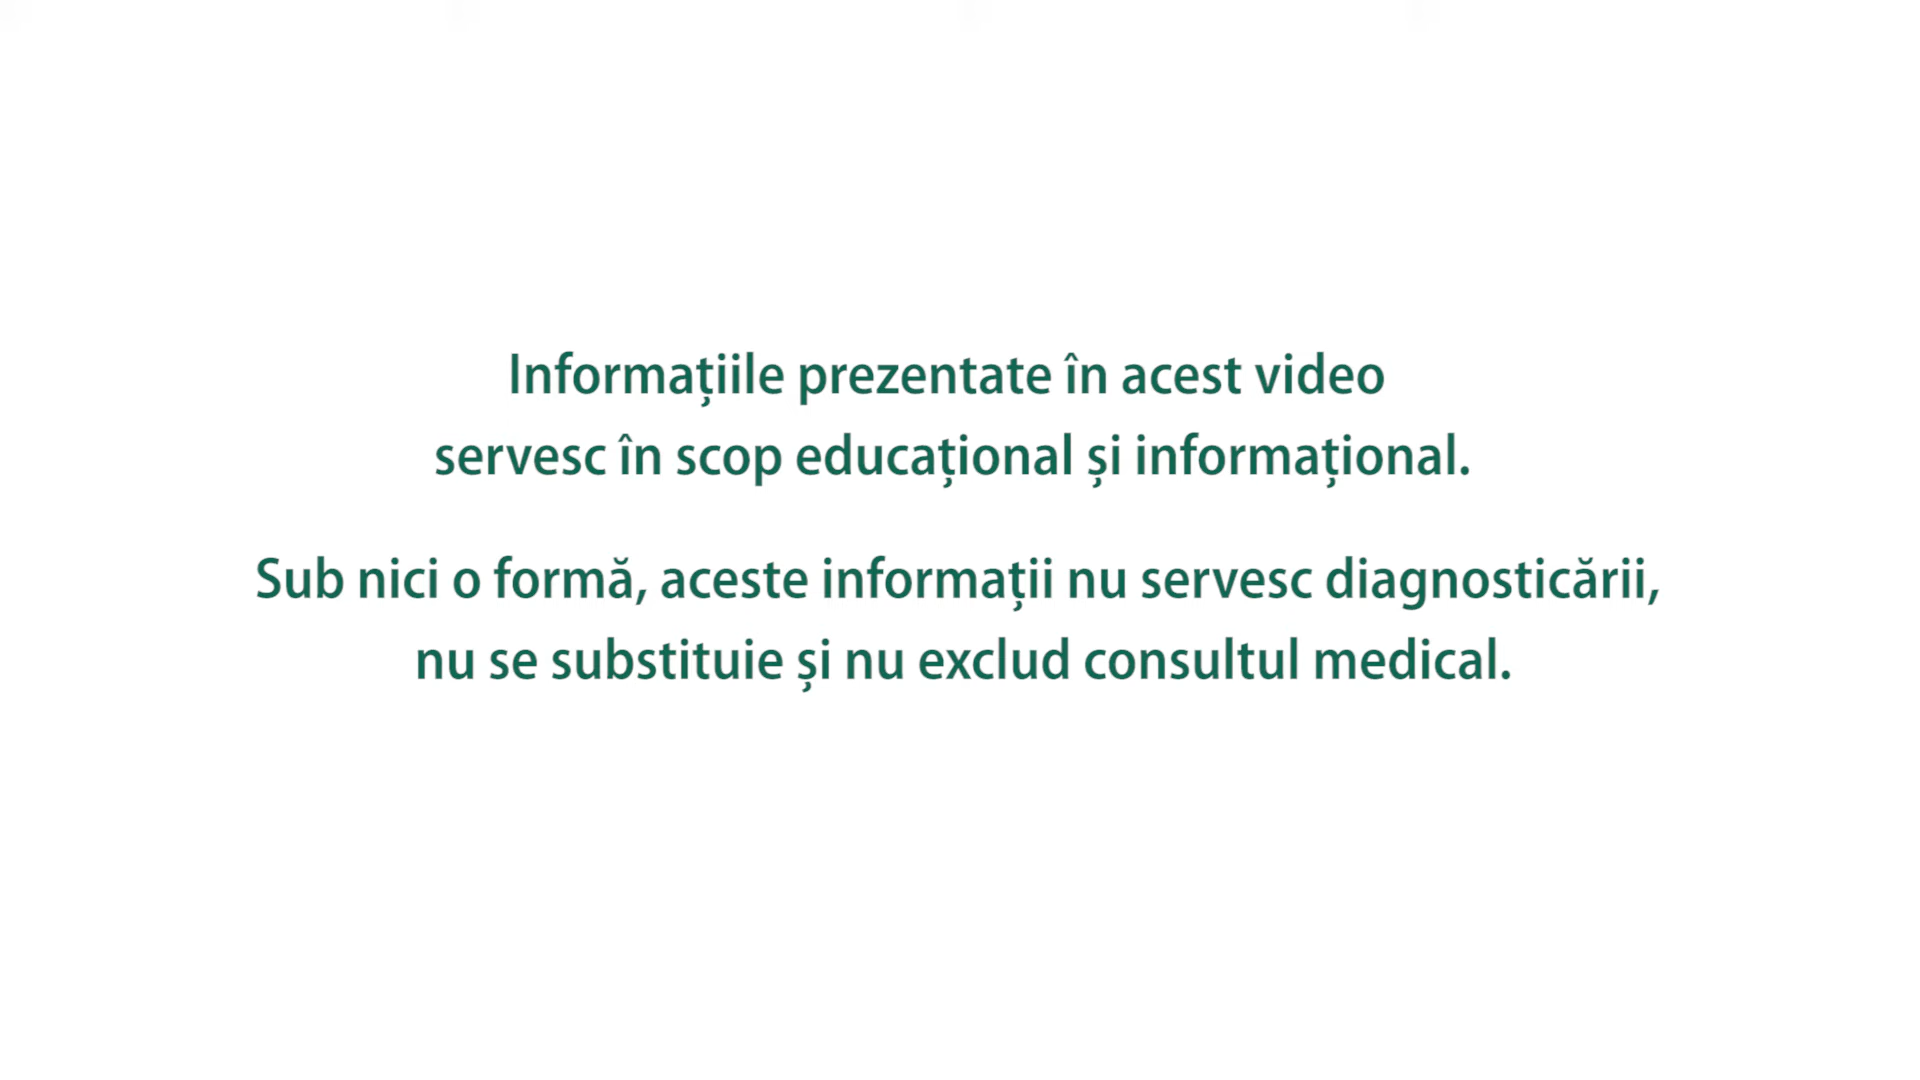 Informațiile prezentate în acest video
servesc în scop educațional și informațional.
Sub nici o formă, aceste informații nu servesc diagnosticării,
nu se substituie și nu exclud consultul medical.